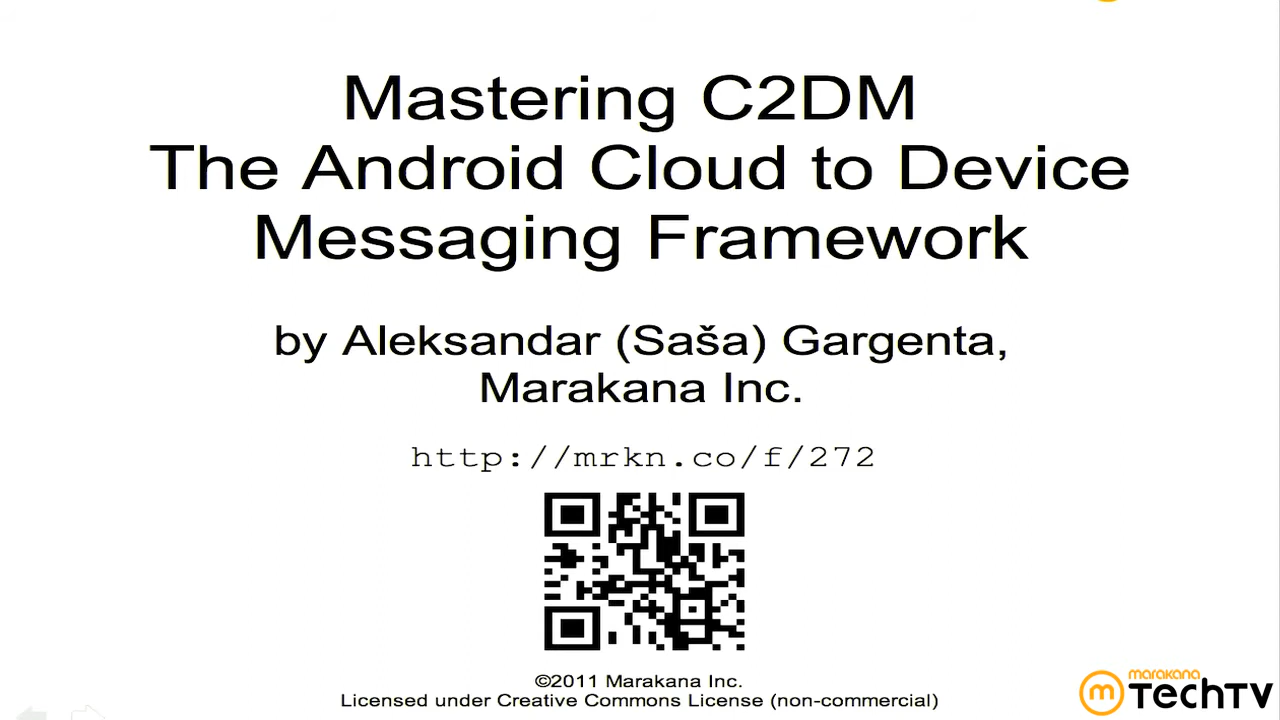 Mastering C2DM
The Android Cloud to Device
Messaging Framework
by Aleksandar (Saša) Gargenta,
Marakana Inc.
http://mrkn.co/f/272
©2011 Marakana Inc.
Licensed under Creative Commons License (non-commercial)
m
marakana
TechTV